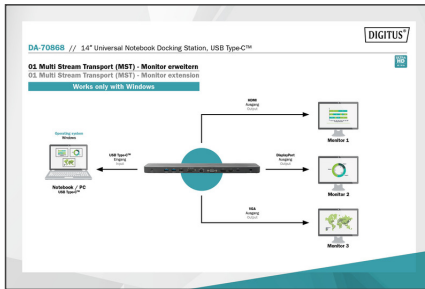 DIGITUS®
DA-70868 // 14" Universal Notebook Docking Station, USB Type-C™
01 Multi Stream Transport (MST) - Monitor erweitern
01 Multi Stream Transport (MST) - Monitor extension
Works only with Windows
HDMI
Ausgang
Output
Monitor 1
Operating system
Windows
USB Type-C™
Eingang
Input
DisplayPort
Ausgang
Output
Notebook / PC
USB Type-C™
Monitor 2
VGA
Ausgang
Output
Monitor 3